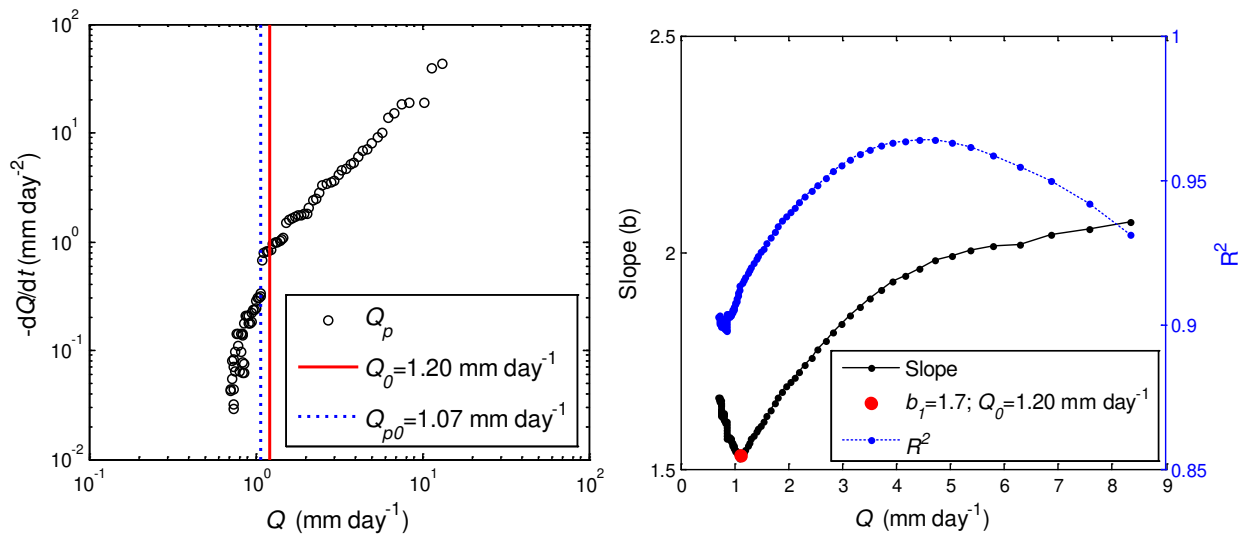 10^2
10^1
10^0
10^-1
10^-2
10^-1
10^0
10^1
10^2
-dQ/dt (mm day^-2)
Q (mm day^-1)
Q_p
Q_0=1.20 mm day^-1
Q_p0=1.07 mm day^-1
2.5
2
1.5
Slope (b)
0 1 2 3 4 5 6 7 8 9
Q (mm day^-1)
1
0.95
0.9
0.85
R^2
Slope
b_1=1.7; Q_0=1.20 mm day^-1
R^2